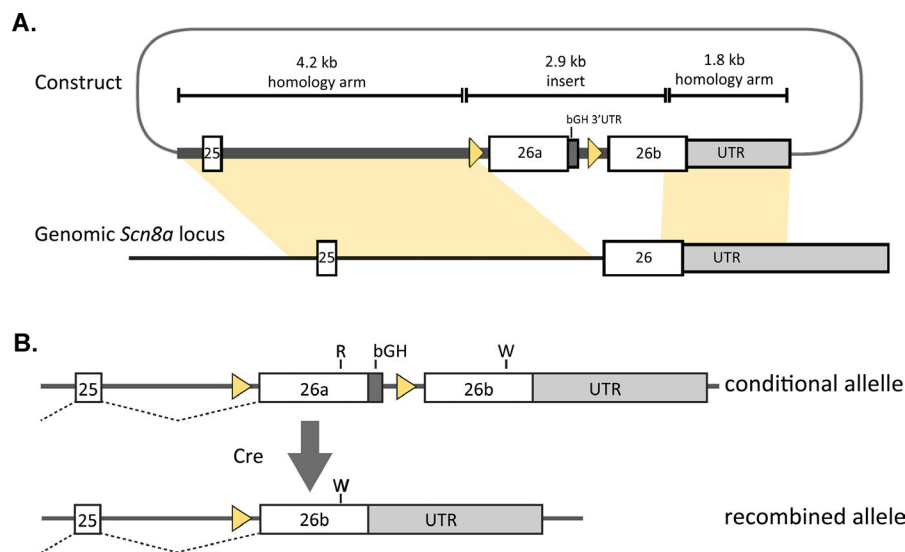 A.
Construct
4.2 kb
homology arm
2.9 kb
insert
1.8 kb
homology arm
bGH 3'UTR
25
26a
26b
UTR
Genomic Scn8a locus
25
26
UTR
B.
R
bGH
W
25
26a
26b
UTR
conditional allelle
Cre
W
25
26b
UTR
recombined allele